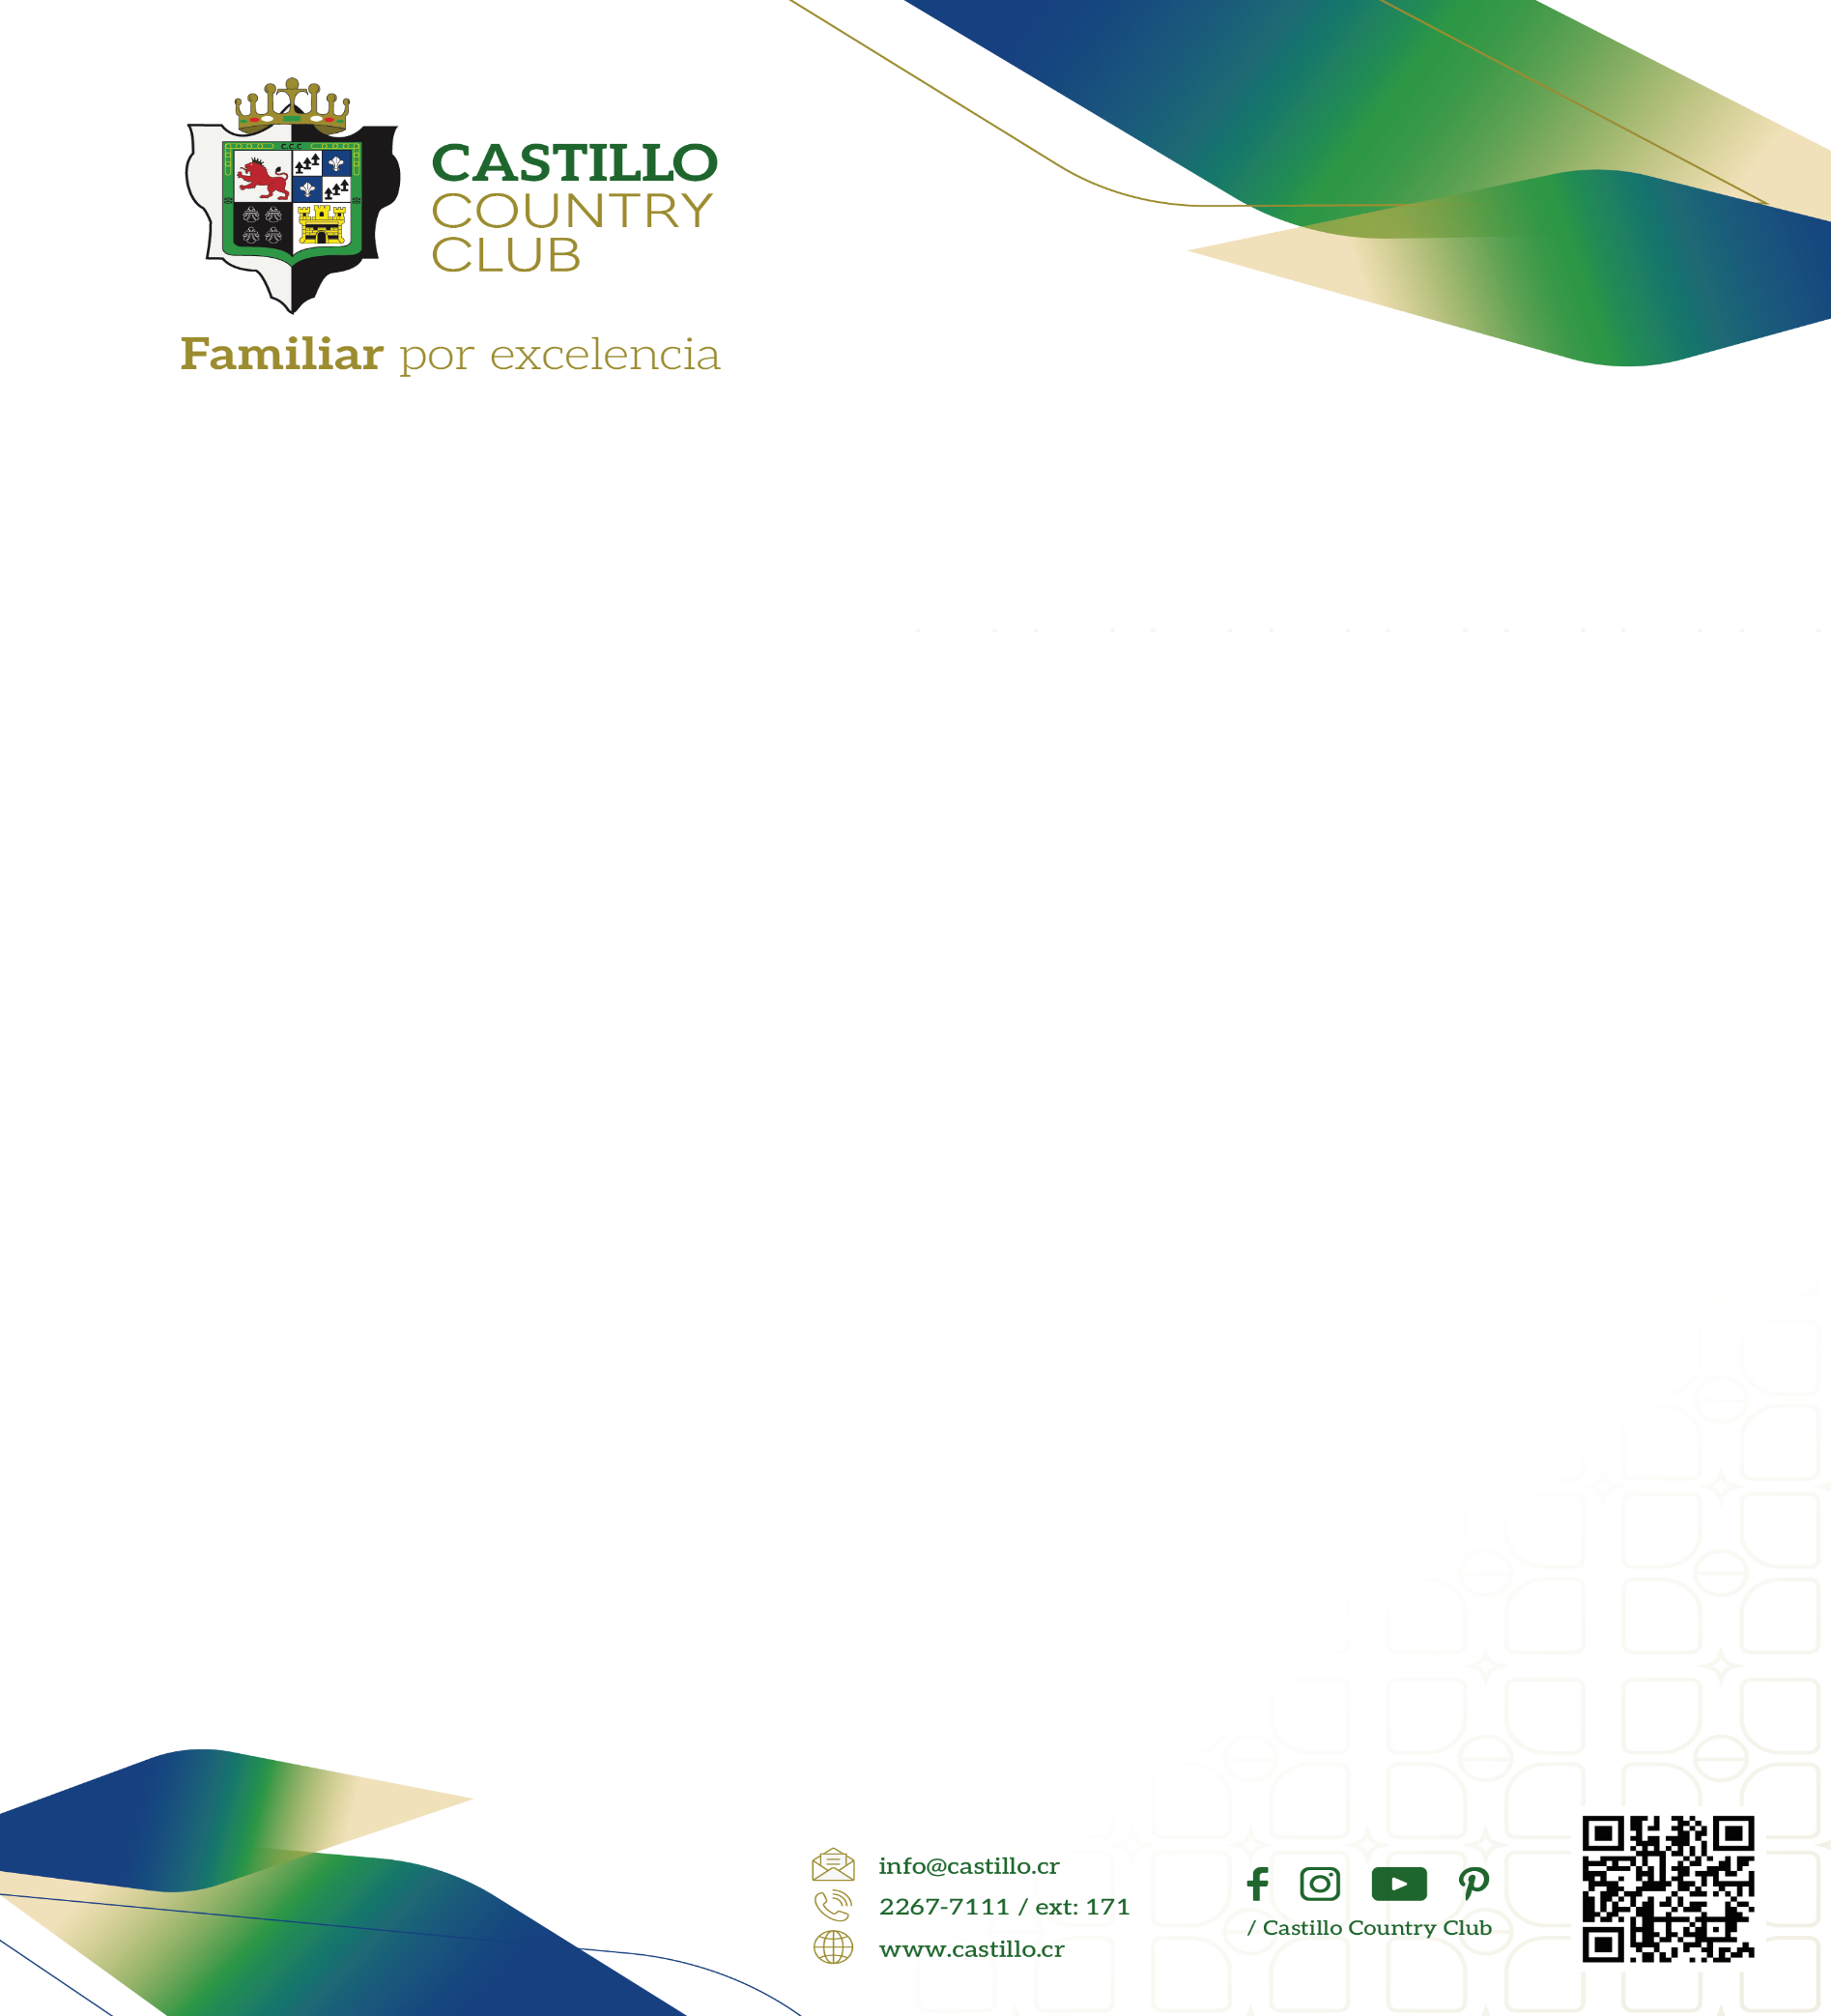 C.C.C
CASTILLO
COUNTRY
CLUB
Familiar por excelencia
info@castillo.cr
2267-7111 / ext: 171
www.castillo.cr
/ Castillo Country Club